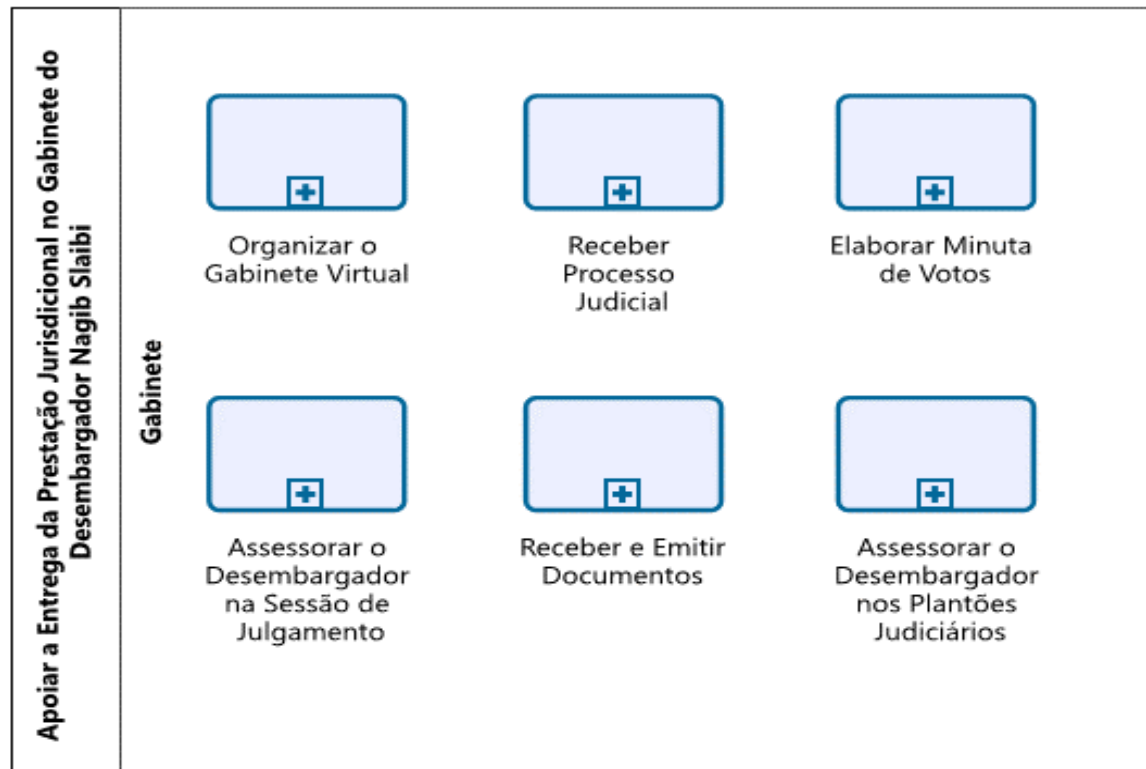 Apoiar a Entrega da Prestação Jurisdicional no Gabinete do
Desembargador Nagib Slaibi
Gabinete
Organizar o
Gabinete Virtual
Receber
Processo
Judicial
Elaborar Minuta
de Votos
Assessorar o
Desembargador
na Sessão de
Julgamento
Receber e Emitir
Documentos
Assessorar o
Desembargador
nos Plantões
Judiciários